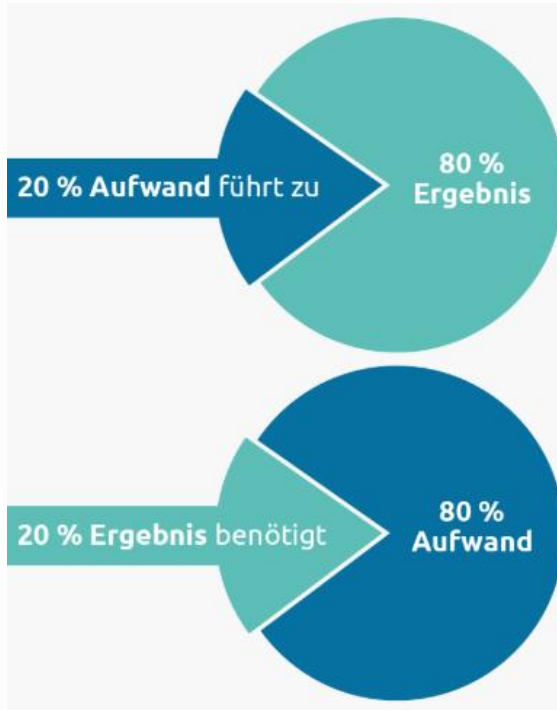 20 % Aufwand führt zu
80 %
Ergebnis
20 % Ergebnis benötigt
80 %
Aufwand